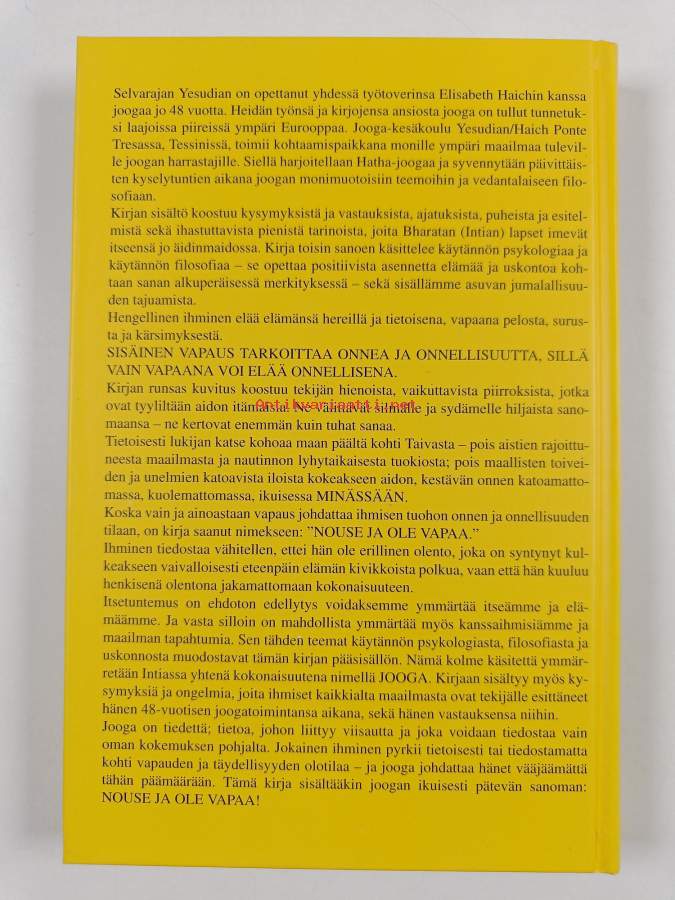 Selvarajan Yesudian on opettanut yhdessä työtoverinsa Elisabeth Haichin kanssa
joogaa jo 48 vuotta. Heidän työnsä ja kirjojensa ansiosta jooga on tullut tunnetuk-
si laajoissa piireissä ympäri Eurooppaa. Jooga-kesäkoulu Yesudian/Haich Ponte
Tresassa, Tessinissä, toimii kohtaamispaikkana monille ympäri maailmaa tulevil-
le joogan harrastajille. Siellä harjoitellaan Hatha-joogaa ja syvennytään päivittäis-
ten kyselytuntien aikana joogan monimuotoisiin teemoihin ja vedantalaiseen filo-
sofiaan.
Kirjan sisältö koostuu kysymyksistä ja vastauksista, ajatuksista, puheista ja esitel-
mistä sekä ihastuttavista pienistä tarinoista, joita Bharatan (Intian) lapset imevät
itseensä jo äidinmaidossa. Kirja toisin sanoen käsittelee käytännön psykologiaa ja
käytännön filosofiaa – se opettaa positiivista asennetta elämää ja uskontoa koh-
taan sanan alkuperäisessä merkityksessä – sekä sisällämme asuvan jumalallisuu-
den tajuamista.
Hengellinen ihminen elää elämänsä hereillä ja tietoisena, vapaana pelosta, surus-
ta ja kärsimyksestä.
SISÄINEN VAPAUS TARKOITTAA ONNEA JA ONNELLISUUTTA, SILLÄ
VAIN VAPAANA VOI ELÄÄ ONNELLISENA.
Kirjan runsas kuvitus koostuu tekijän hienoista, vaikuttavista piirroksista, jotka
ovat tyyliltään aidon itämaisia. Ne välittävät silmälle ja sydämelle hiljaista sano-
maansa – ne kertovat enemmän kuin tuhat sanaa.
Antikvariaatti.net
Tietoisesti lukijan katse kohoaa maan päältä kohti Taivasta – pois aistien rajoittu-
neesta maailmasta ja nautinnon lyhytaikaisesta tuokiosta; pois maallisten toivei-
den ja unelmien katoavista iloista kokeakseen aidon, kestävän onnen katoamatto-
massa, kuolemattomassa, ikuisessa MINÄSSÄÄN.
Koska vain ja ainoastaan vapaus johdattaa ihmisen tuohon onnen ja onnellisuuden
tilaan, on kirja saanut nimekseen: ”NOUSE JA OLE VAPAA.”
Ihminen tiedostaa vähitellen, ettei hän ole erillinen olento, joka on syntynyt kul-
keakseen vaivalloisesti eteenpäin elämän kivikkoista polkua, vaan että hän kuuluu
henkisenä olentona jakamattomaan kokonaisuuteen.
Itsetuntemus on ehdoton edellytys voidaksemme ymmärtää itseämme ja elä-
määmme. Ja vasta silloin on mahdollista ymmärtää myös kanssaihmisiämme ja
maailman tapahtumia. Sen tähden teemat käytännön psykologiasta, filosofiasta ja
uskonnosta muodostavat tämän kirjan pääsisällön. Nämä kolme käsitettä ymmär-
retään Intiassa yhtenä kokonaisuutena nimellä JOOGA. Kirjaan sisältyy myös ky-
symyksiä ja ongelmia, joita ihmiset kaikkialta maailmasta ovat tekijälle esittäneet
hänen 48-vuotisen joogatoimintansa aikana, sekä hänen vastauksensa niihin.
Jooga on tiedettä; tietoa, johon liittyy viisautta ja joka voidaan tiedostaa vain
oman kokemuksen pohjalta. Jokainen ihminen pyrkii tietoisesti tai tiedostamatta
kohti vapauden ja täydellisyyden olotilaa – ja jooga johdattaa hänet vääjäämättä
tähän päämäärään. Tämä kirja sisältääkin joogan ikuisesti pätevän sanoman:
NOUSE JA OLE VAPAA!